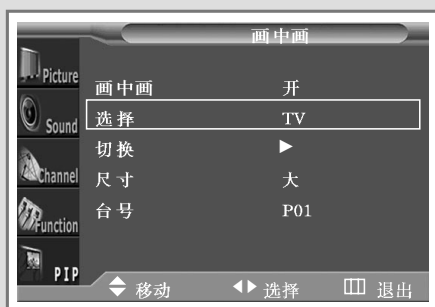 画中画
Picture
Sound
Channel
Function
PIP
画中画 开
选择 TV
切换 ►
尺寸 大
台号 P01
移动 选择 退出